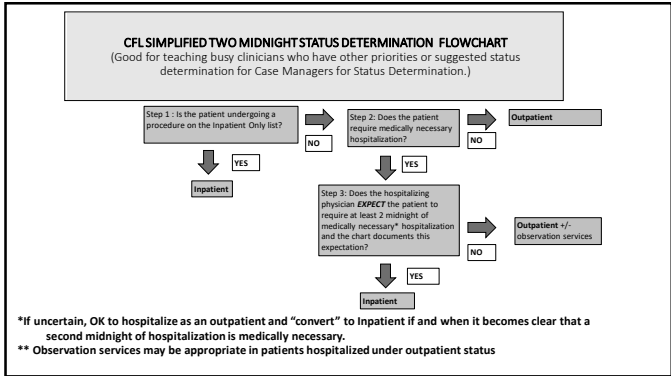 CFL SIMPLIFIED TWO MIDNIGHT STATUS DETERMINATION FLOWCHART
(Good for teaching busy clinicians who have other priorities or suggested status
determination for Case Managers for Status Determination.)
Step 1 : Is the patient undergoing a
procedure on the Inpatient Only list?
NO
YES
Inpatient
Step 2: Does the patient
require medically necessary
hospitalization?
NO
Outpatient
YES
Step 3: Does the hospitalizing
physician EXPECT the patient to
require at least 2 midnight of
medically necessary* hospitalization
and the chart documents this
expectation?
NO
Outpatient +/-
observation services
YES
Inpatient
*If uncertain, OK to hospitalize as an outpatient and “convert” to Inpatient if and when it becomes clear that a
second midnight of hospitalization is medically necessary.
** Observation services may be appropriate in patients hospitalized under outpatient status